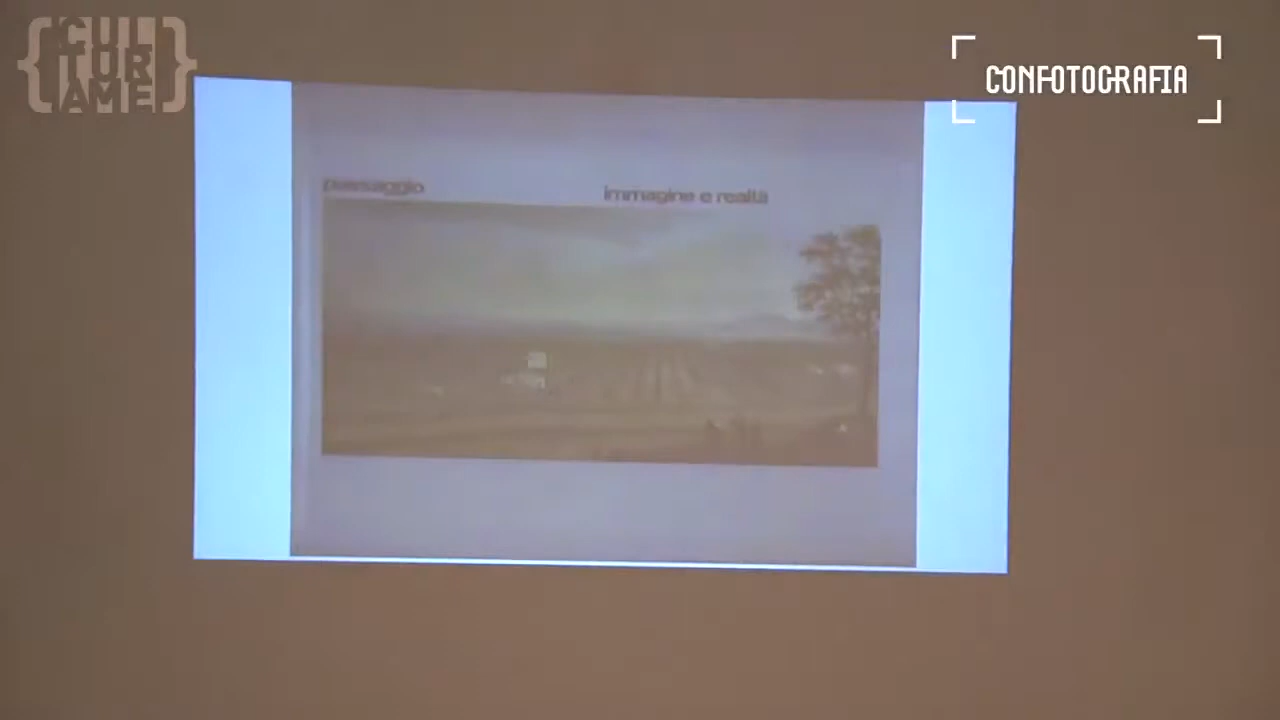 CUL
TUR
AME
CONFOTOGRAFIA
paesaggio
immagine e realtà